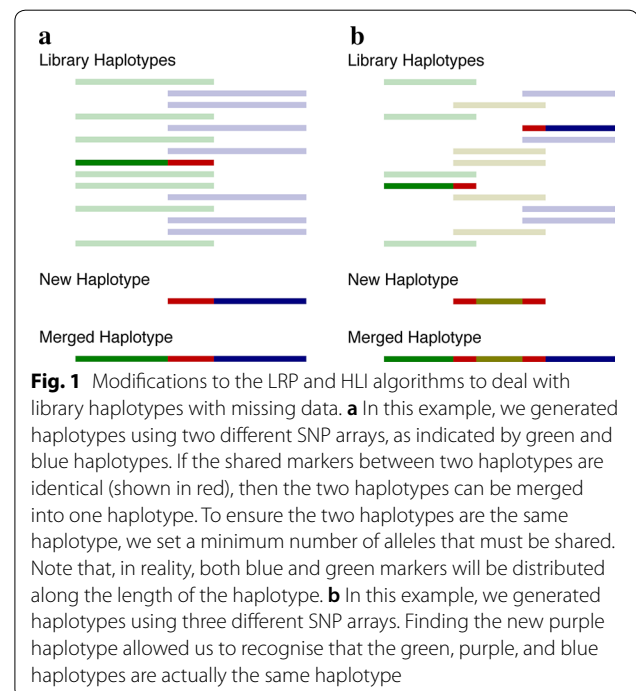 a
b
Library Haplotypes
Library Haplotypes
New Haplotype
New Haplotype
Merged Haplotype
Merged Haplotype
Fig. 1 Modifications to the LRP and HLI algorithms to deal with
library haplotypes with missing data. a In this example, we generated
haplotypes using two different SNP arrays, as indicated by green and
blue haplotypes. If the shared markers between two haplotypes are
identical (shown in red), then the two haplotypes can be merged
into one haplotype. To ensure the two haplotypes are the same
haplotype, we set a minimum number of alleles that must be shared.
Note that, in reality, both blue and green markers will be distributed
along the length of the haplotype. b In this example, we generated
haplotypes using three different SNP arrays. Finding the new purple
haplotype allowed us to recognise that the green, purple, and blue
haplotypes are actually the same haplotype